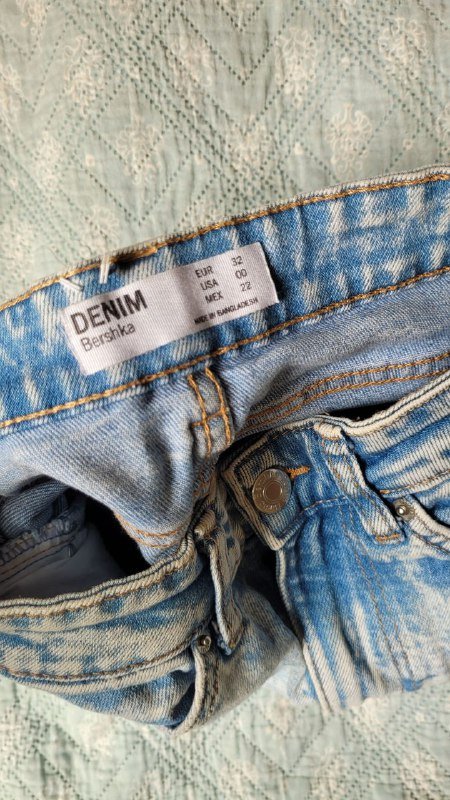 DENIM
Bershka
EUR 32
USA 00
MEX 22
MADE IN BANGLADESH